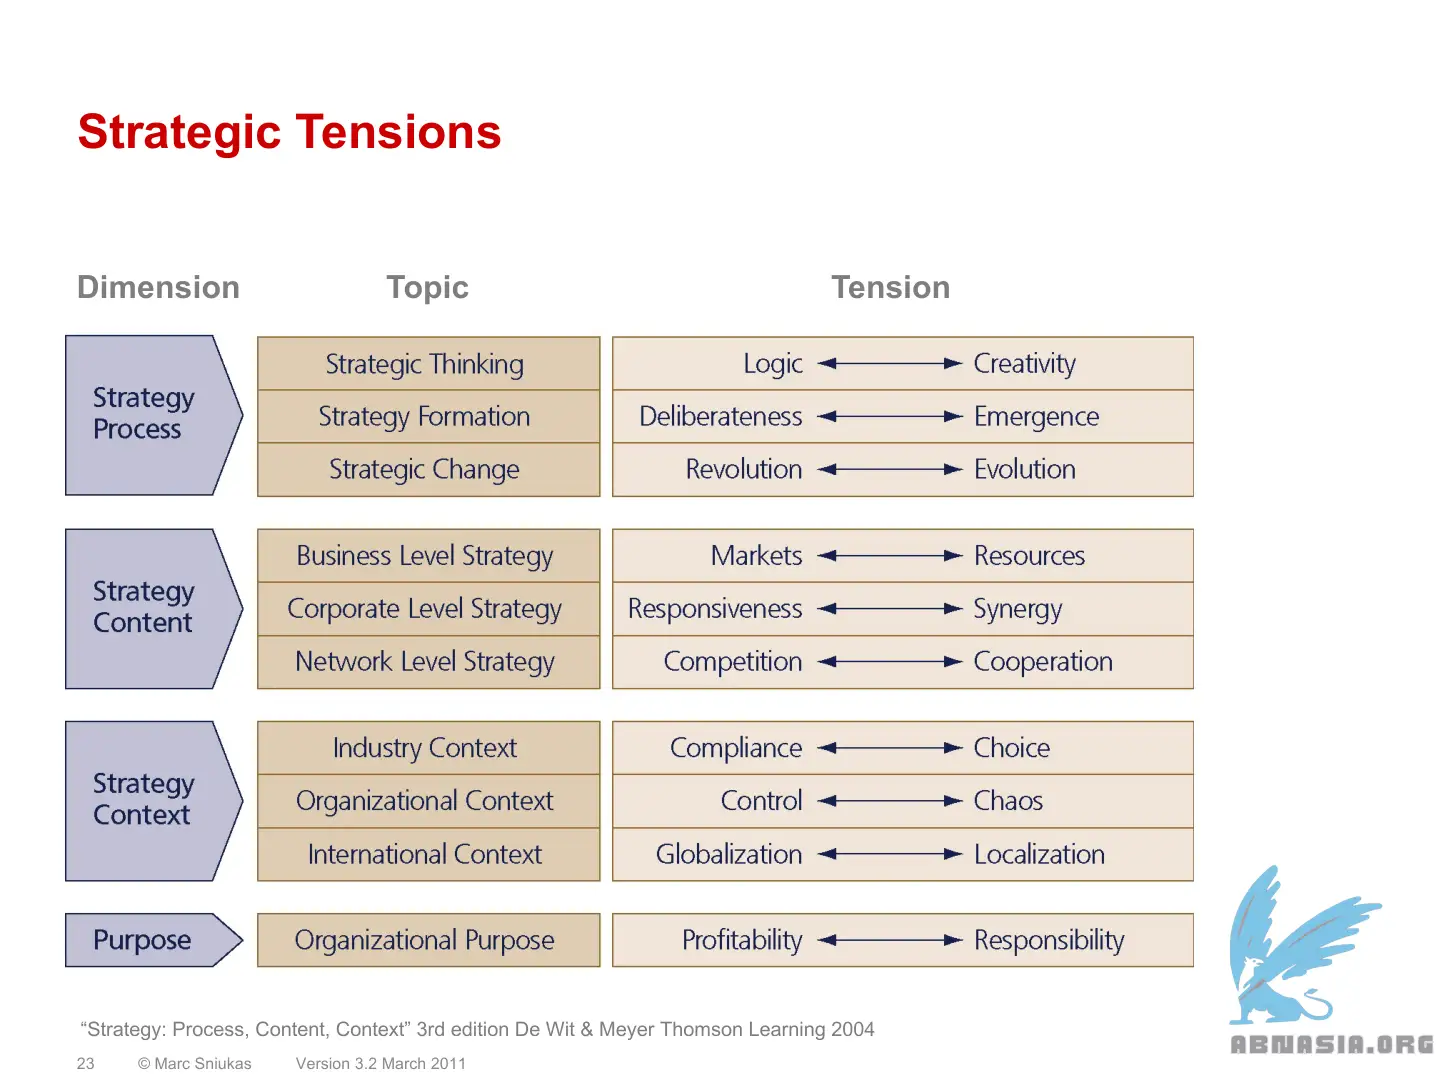 Strategic Tensions
Dimension Topic Tension
Strategy
Process
Strategic Thinking Logic Creativity
Strategy Formation Deliberateness Emergence
Strategic Change Revolution Evolution
Strategy
Content
Business Level Strategy Markets Resources
Corporate Level Strategy Responsiveness Synergy
Network Level Strategy Competition Cooperation
Strategy
Context
Industry Context Compliance Choice
Organizational Context Control Chaos
International Context Globalization Localization
Purpose Organizational Purpose Profitability Responsibility
“Strategy: Process, Content, Context” 3rd edition De Wit & Meyer Thomson Learning 2004
23 © Marc Sniukas Version 3.2 March 2011
ABNASIA.ORG